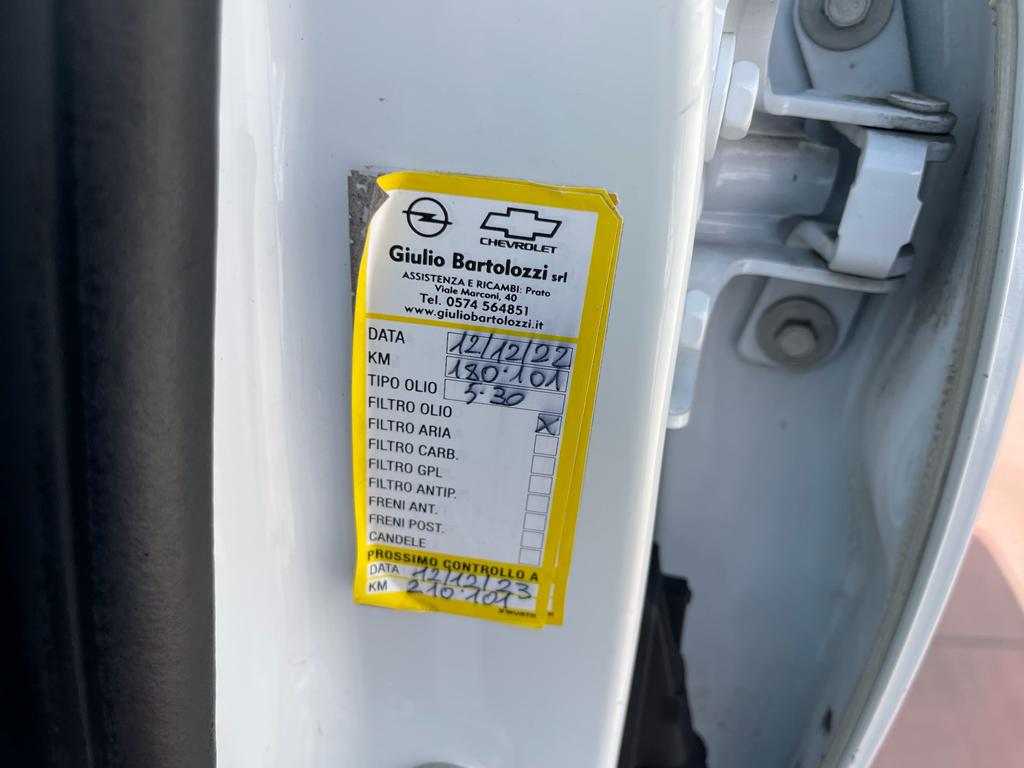 CHEVROLET
Giulio Bartolozzi srl
ASSISTENZA E RICAMBI: Prato
Viale Marconi, 40
Tel. 0574 564851
www.giuliobartolozzi.it
DATA 12/12/22
KM 180.101
TIPO OLIO 5.30
FILTRO OLIO
FILTRO ARIA
FILTRO CARB.
FILTRO GPL
FILTRO ANTIP.
FRENI ANT.
FRENI POST.
CANDELE
PROSSIMO CONTROLLO A
DATA 12/12/23
KM 210.101
WÜRTH